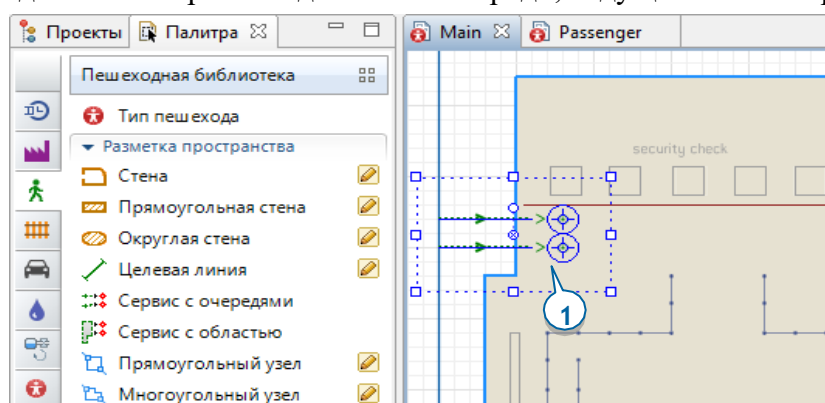 Проекты Палитра Main Passenger
Пешеходная библиотека
Тип пешехода
Разметка пространства
security check
Стена
Прямоугольная стена
Округлая стена
Целевая линия
Сервис с очередями
1
Сервис с областью
Прямоугольный узел
Многоугольный узел